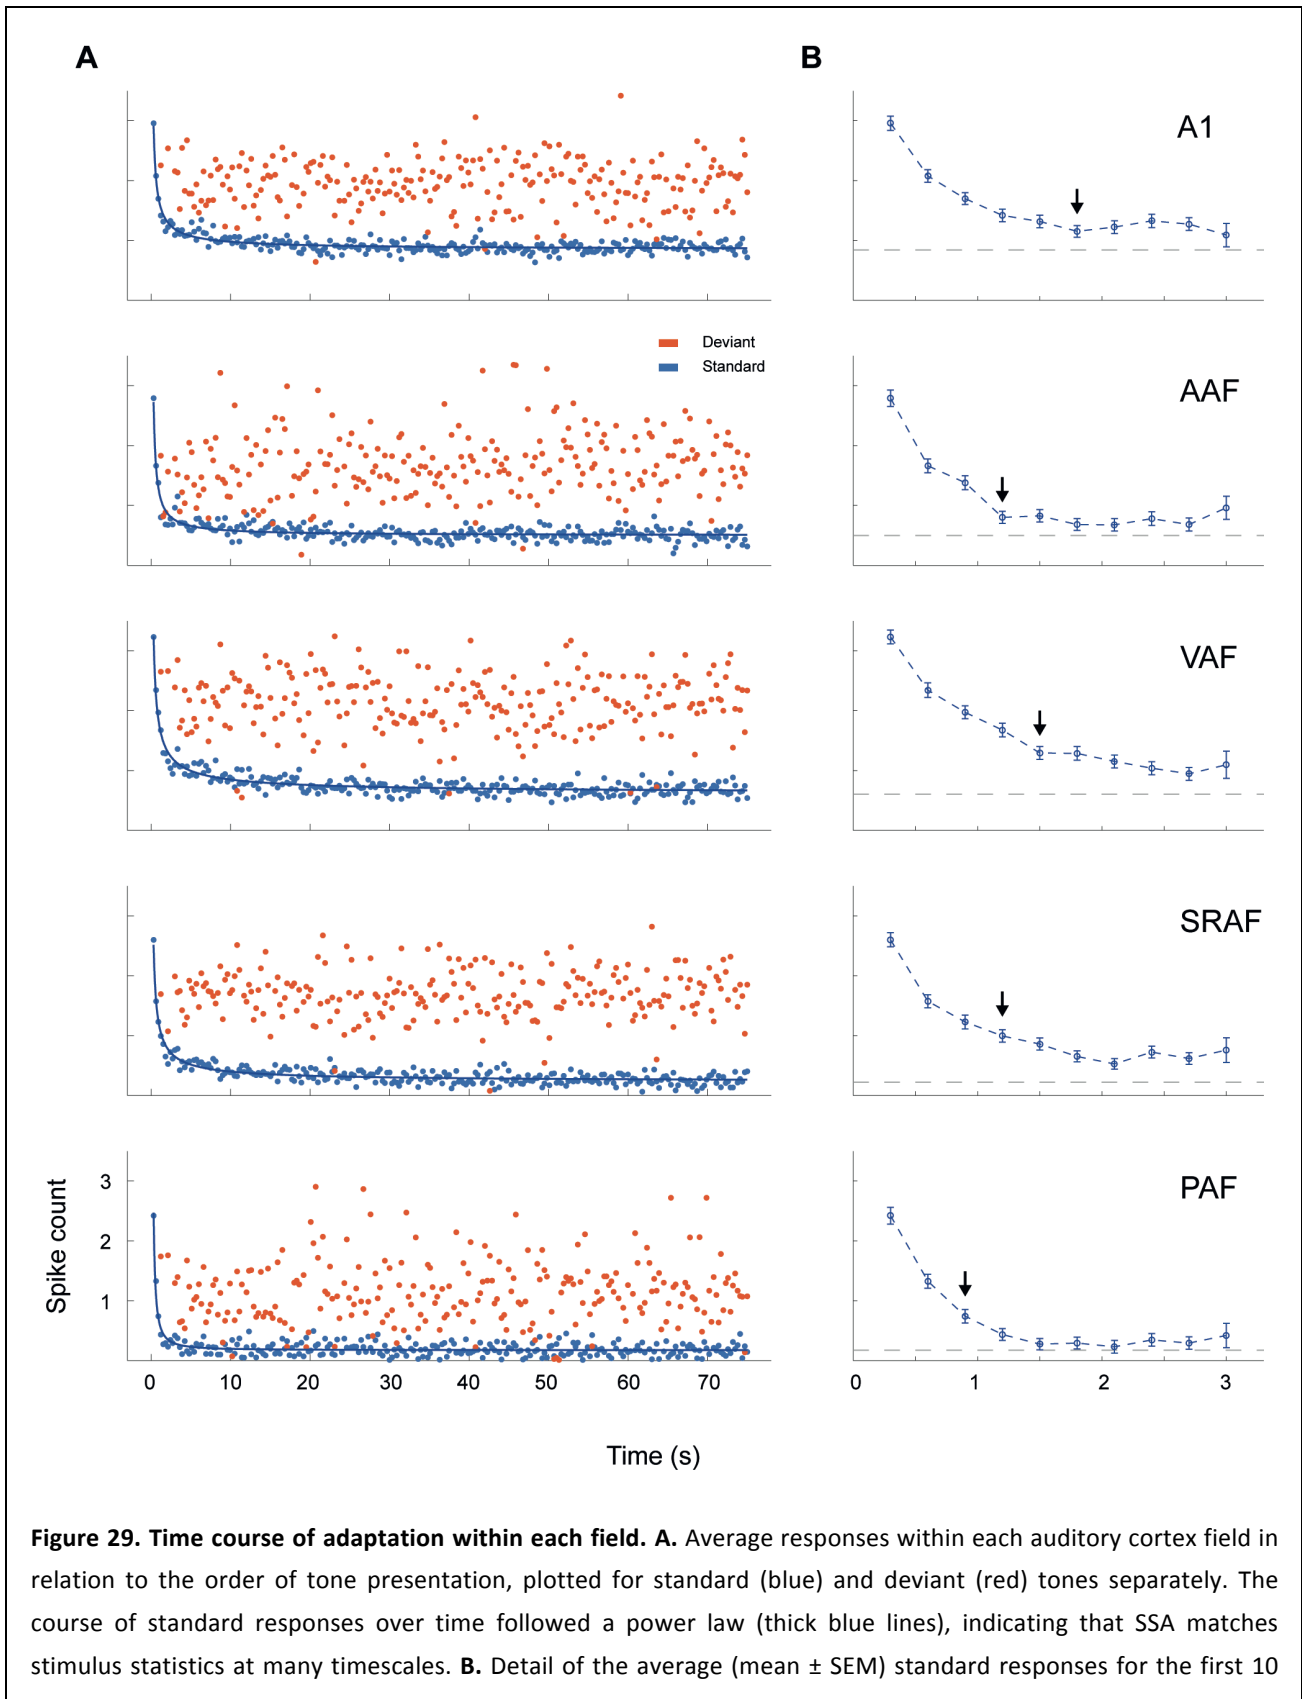 A
B
A1
Deviant
Standard
AAF
VAF
SRAF
PAF
Spike count
3
2
1
0 10 20 30 40 50 60 70
0 1 2 3
Time (s)
Figure 29. Time course of adaptation within each field. A. Average responses within each auditory cortex field in
relation to the order of tone presentation, plotted for standard (blue) and deviant (red) tones separately. The
course of standard responses over time followed a power law (thick blue lines), indicating that SSA matches
stimulus statistics at many timescales. B. Detail of the average (mean ± SEM) standard responses for the first 10